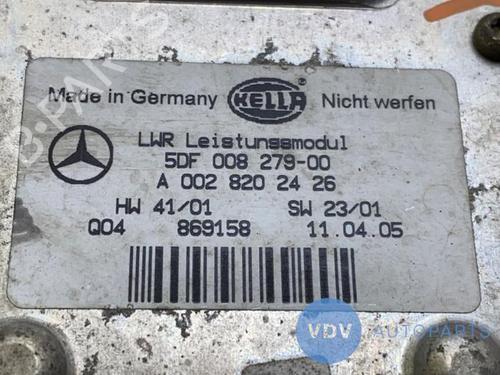 Made in Germany HELLA Nicht werfen
LWR Leistungsmodul
5DF 008 279-00
A 002 820 24 26
HW 41/01 SW 23/01
Q04 869158 11.04.05
VDV AUTOPARTS
B-PARTS